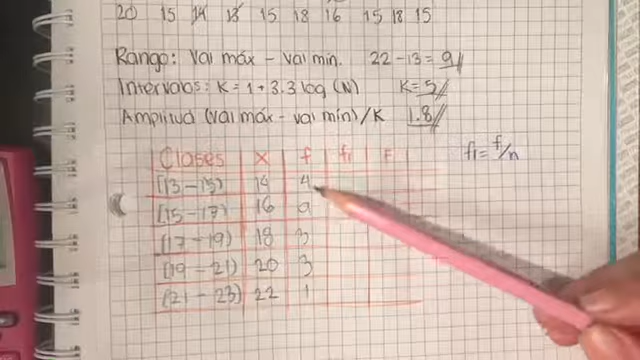 20 15 14 13 15 18 16 15 18 15
Rango: Val máx - val min. 22-13 = 9//
Intervalos: K = 1 + 3.3 log (N) K = 5//
Amplitud (val máx - val mín) / K 1.8//
Clases X f fi F fi = f/n
[13-15) 14 4
[15-17) 16 9
[17-19) 18 3
[19-21) 20 3
[21-23) 22 1